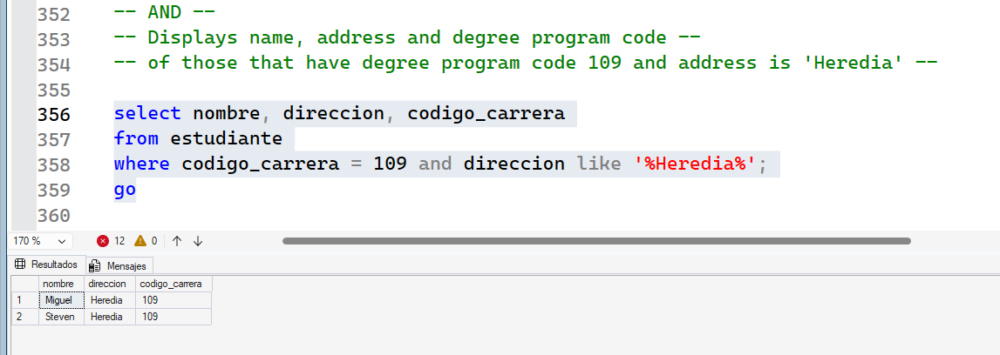 352 -- AND --
353 -- Displays name, address and degree program code --
354 -- of those that have degree program code 109 and address is 'Heredia' --
355
356 select nombre, direccion, codigo_carrera
357 from estudiante
358 where codigo_carrera = 109 and direccion like '%Heredia%';
359 go
360
170 % 12 0
Resultados Mensajes
nombre direccion codigo_carrera
1 Miguel Heredia 109
2 Steven Heredia 109